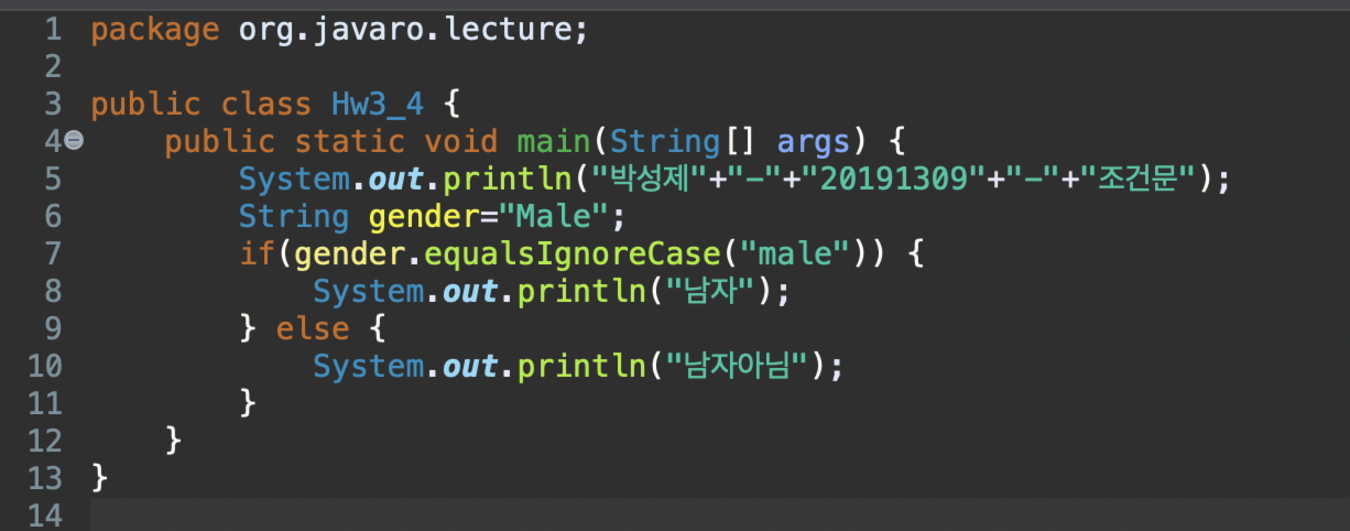 1 package org.javaro.lecture;
2
3 public class Hw3_4 {
4     public static void main(String[] args) {
5         System.out.println("박성제"+"-"+"20191309"+"-"+"조건문");
6         String gender="Male";
7         if(gender.equalsIgnoreCase("male")) {
8             System.out.println("남자");
9         } else {
10             System.out.println("남자아님");
11         }
12     }
13 }
14